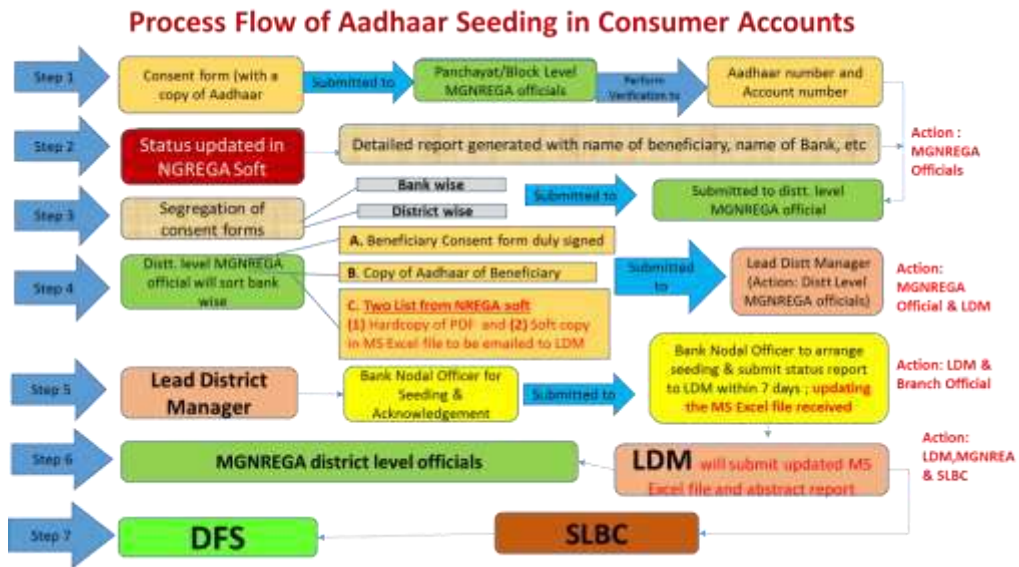 Process Flow of Aadhaar Seeding in Consumer Accounts
Step 1
Consent form (with a
copy of Aadhaar
Submitted to
Panchayat/Block Level
MGNREGA officials
Perform
Verification to
Aadhaar number and
Account number
Action :
MGNREGA
Officials
Step 2
Status updated in
NGREGA Soft
Detailed report generated with name of beneficiary, name of Bank, etc
Step 3
Segregation of
consent forms
Bank wise
District wise
Submitted to
Submitted to distt. level
MGNREGA official
Step 4
Distt. level MGNREGA
official will sort bank
wise
A. Beneficiary Consent form duly signed
B. Copy of Aadhaar of Beneficiary
C. Two List from NREGA soft
(1) Hardcopy of PDF and (2) Soft copy
in MS Excel file to be emailed to LDM
Submitted
to
Lead Distt Manager
(Action: Distt Level
MGNREGA officials)
Action:
MGNREGA
Official & LDM
Step 5
Lead District
Manager
Bank Nodal Officer for
Seeding &
Acknowledgement
Submitted to
Bank Nodal Officer to arrange
seeding & submit status report
to LDM within 7 days ; updating
the MS Excel file received
Action: LDM &
Branch Official
Step 6
MGNREGA district level officials
LDM will submit updated MS
Excel file and abstract report
Action:
LDM,MGNREA
& SLBC
Step 7
DFS
SLBC